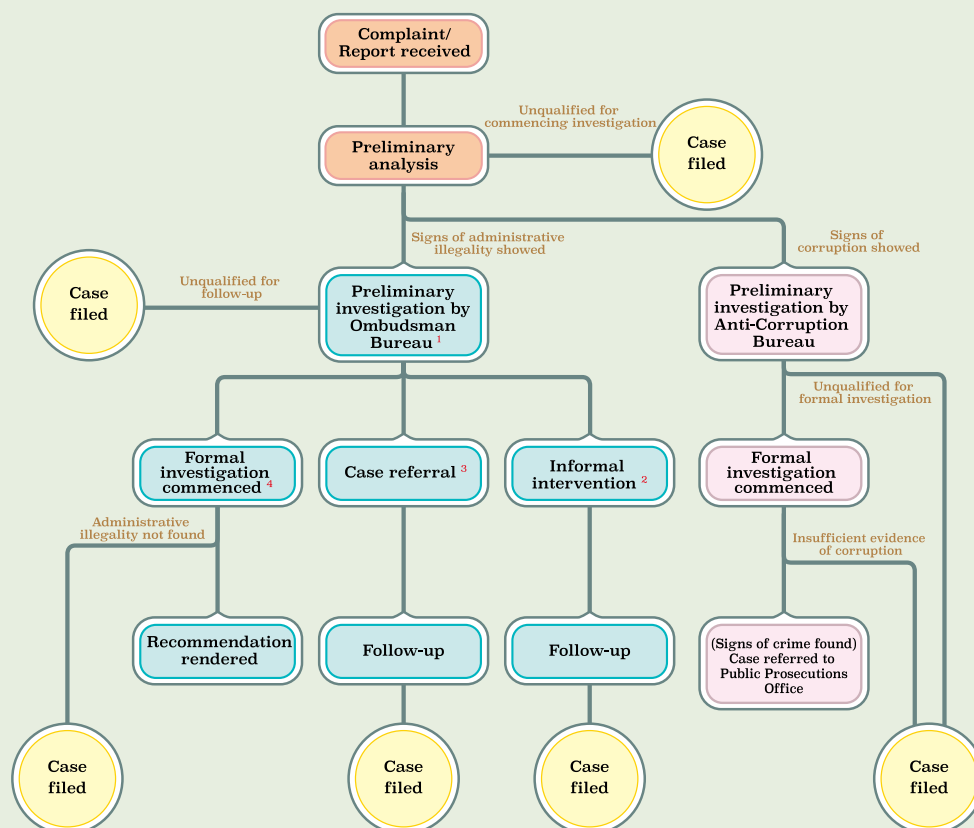 Complaint/
Report received
Unqualified for
commencing investigation
Preliminary
analysis
Case
filed
Signs of administrative
illegality showed
Signs of
corruption showed
Unqualified for
follow-up
Case
filed
Preliminary
investigation by
Ombudsman
Bureau 1
Preliminary
investigation by
Anti-Corruption
Bureau
Unqualified for
formal investigation
Formal
investigation
commenced 4
Case referral 3
Informal
intervention 2
Formal
investigation
commenced
Administrative
illegality not found
Insufficient evidence
of corruption
Recommendation
rendered
Follow-up
Follow-up
(Signs of crime found)
Case referred to
Public Prosecutions
Office
Case
filed
Case
filed
Case
filed
Case
filed